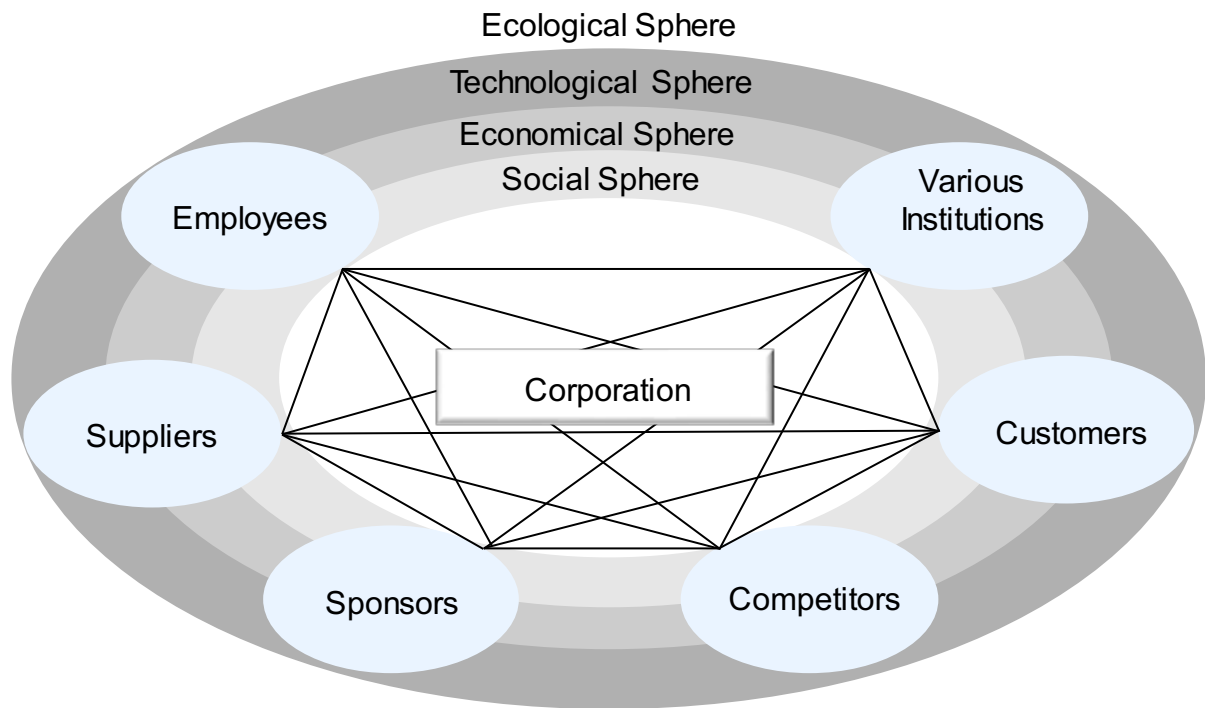 Ecological Sphere
Technological Sphere
Economical Sphere
Social Sphere
Employees
Various
Institutions
Corporation
Suppliers
Customers
Sponsors
Competitors